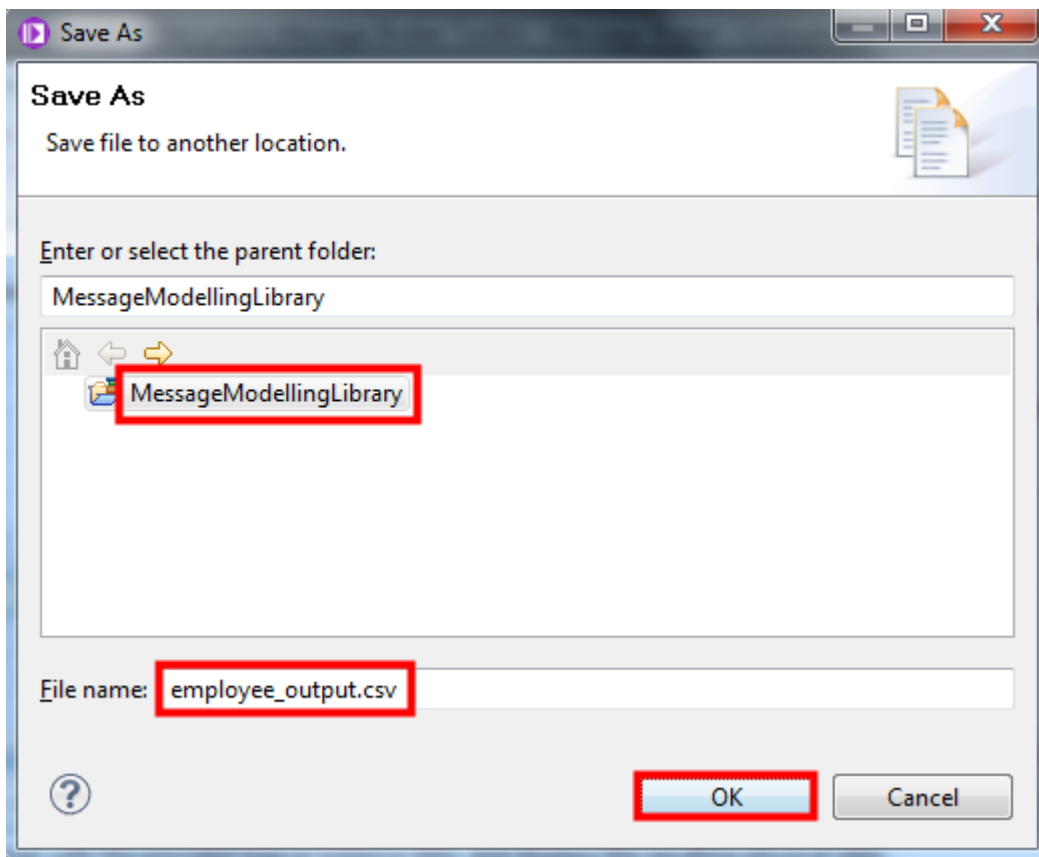 Save As
Save As
Save file to another location.
Enter or select the parent folder:
MessageModellingLibrary
MessageModellingLibrary
File name: employee_output.csv
? OK Cancel